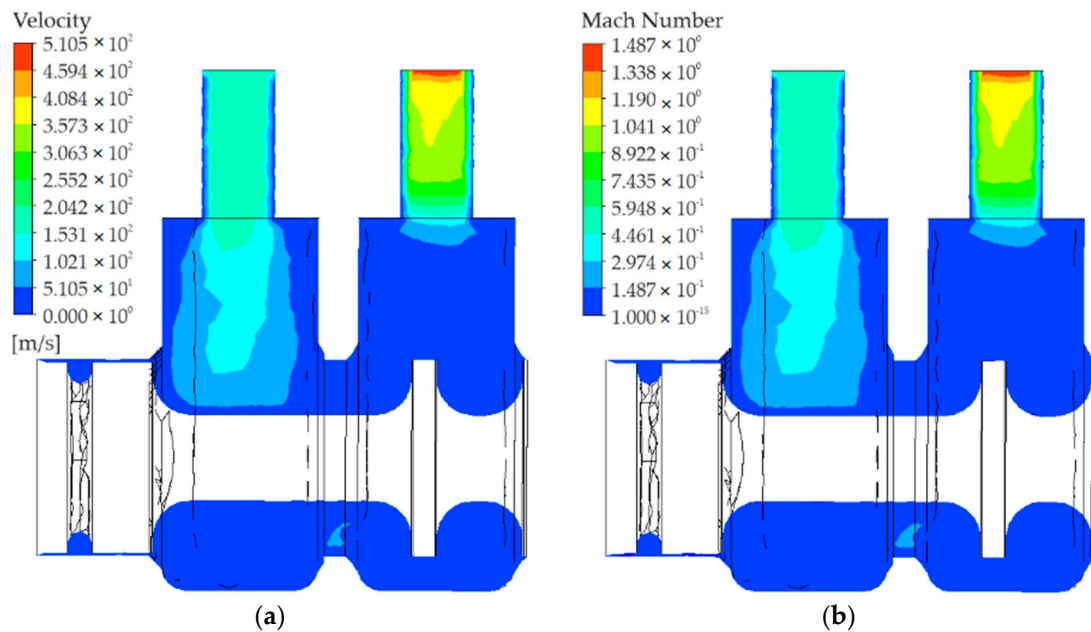 Velocity
5.105 × 10²
4.594 × 10²
4.084 × 10²
3.573 × 10²
3.063 × 10²
2.552 × 10²
2.042 × 10²
1.531 × 10²
1.021 × 10²
5.105 × 10¹
0.000 × 10⁰
[m/s]
(a)
Mach Number
1.487 × 10⁰
1.338 × 10⁰
1.190 × 10⁰
1.041 × 10⁰
8.922 × 10⁻¹
7.435 × 10⁻¹
5.948 × 10⁻¹
4.461 × 10⁻¹
2.974 × 10⁻¹
1.487 × 10⁻¹
1.000 × 10⁻¹⁵
(b)